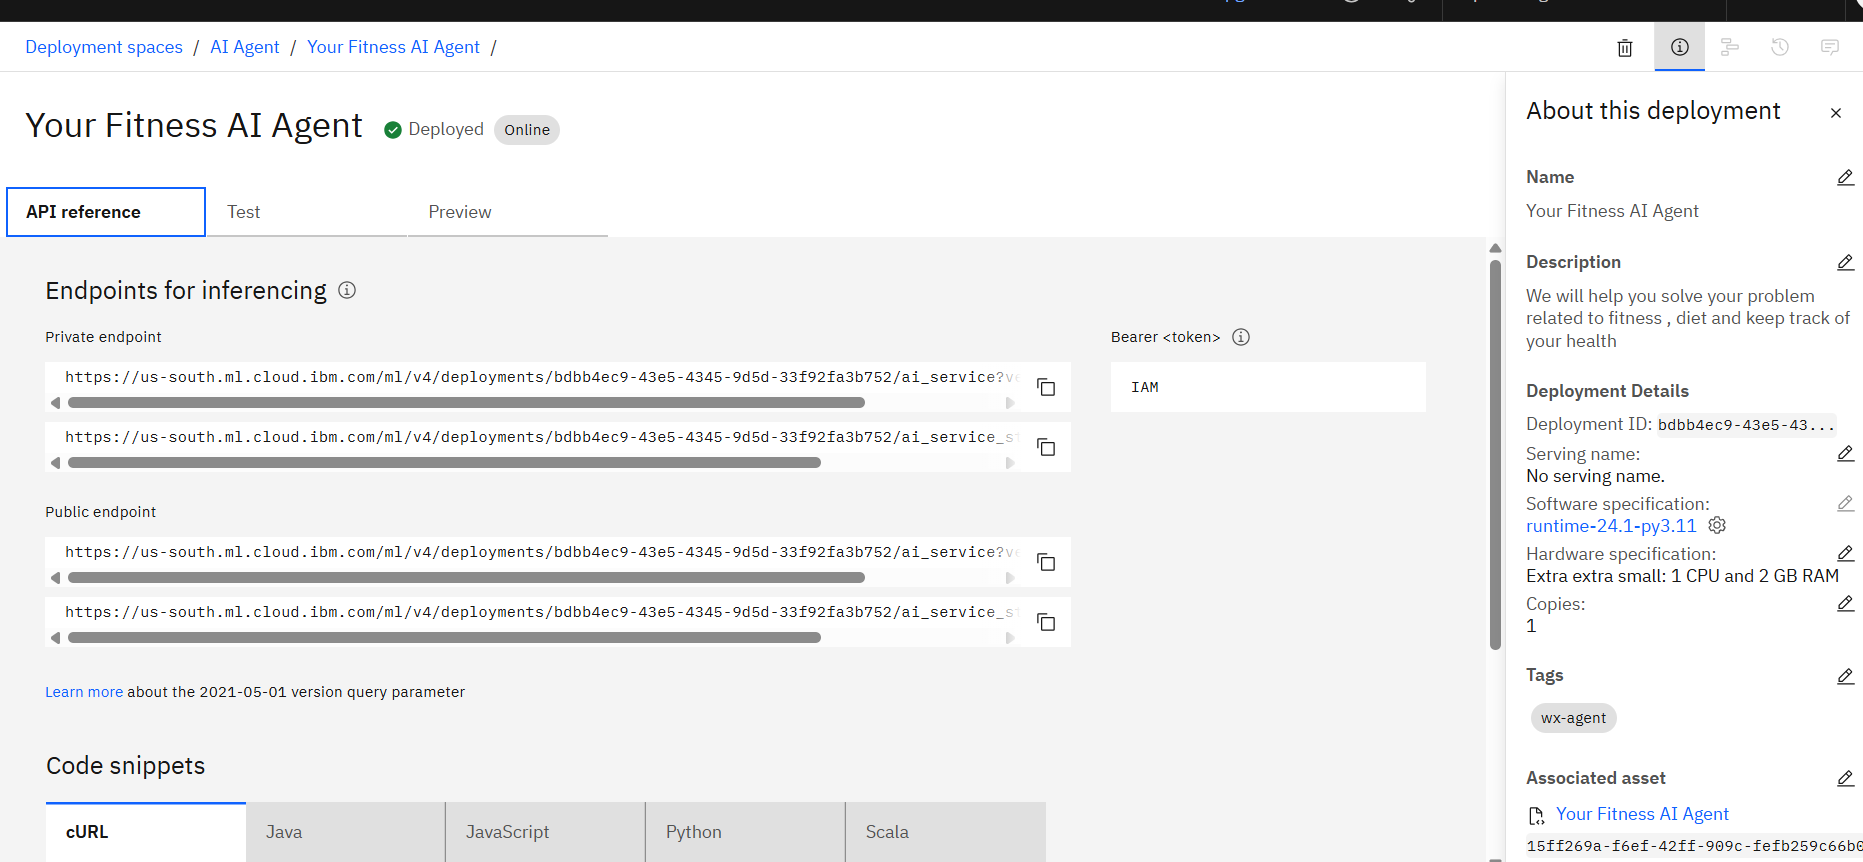 Deployment spaces / AI Agent / Your Fitness AI Agent /
Your Fitness AI Agent Deployed Online
API reference Test Preview
Endpoints for inferencing
Private endpoint
https://us-south.ml.cloud.ibm.com/ml/v4/deployments/bdbb4ec9-43e5-4345-9d5d-33f92fa3b752/ai_service?ve
https://us-south.ml.cloud.ibm.com/ml/v4/deployments/bdbb4ec9-43e5-4345-9d5d-33f92fa3b752/ai_service_st
Bearer <token>
IAM
Public endpoint
https://us-south.ml.cloud.ibm.com/ml/v4/deployments/bdbb4ec9-43e5-4345-9d5d-33f92fa3b752/ai_service?ve
https://us-south.ml.cloud.ibm.com/ml/v4/deployments/bdbb4ec9-43e5-4345-9d5d-33f92fa3b752/ai_service_st
Learn more about the 2021-05-01 version query parameter
Code snippets
cURL Java JavaScript Python Scala
About this deployment
Name
Your Fitness AI Agent
Description
We will help you solve your problem
related to fitness , diet and keep track of
your health
Deployment Details
Deployment ID: bdbb4ec9-43e5-43...
Serving name:
No serving name.
Software specification:
runtime-24.1-py3.11
Hardware specification:
Extra extra small: 1 CPU and 2 GB RAM
Copies:
1
Tags
wx-agent
Associated asset
Your Fitness AI Agent
15ff269a-f6ef-42ff-909c-fefb259c66b0